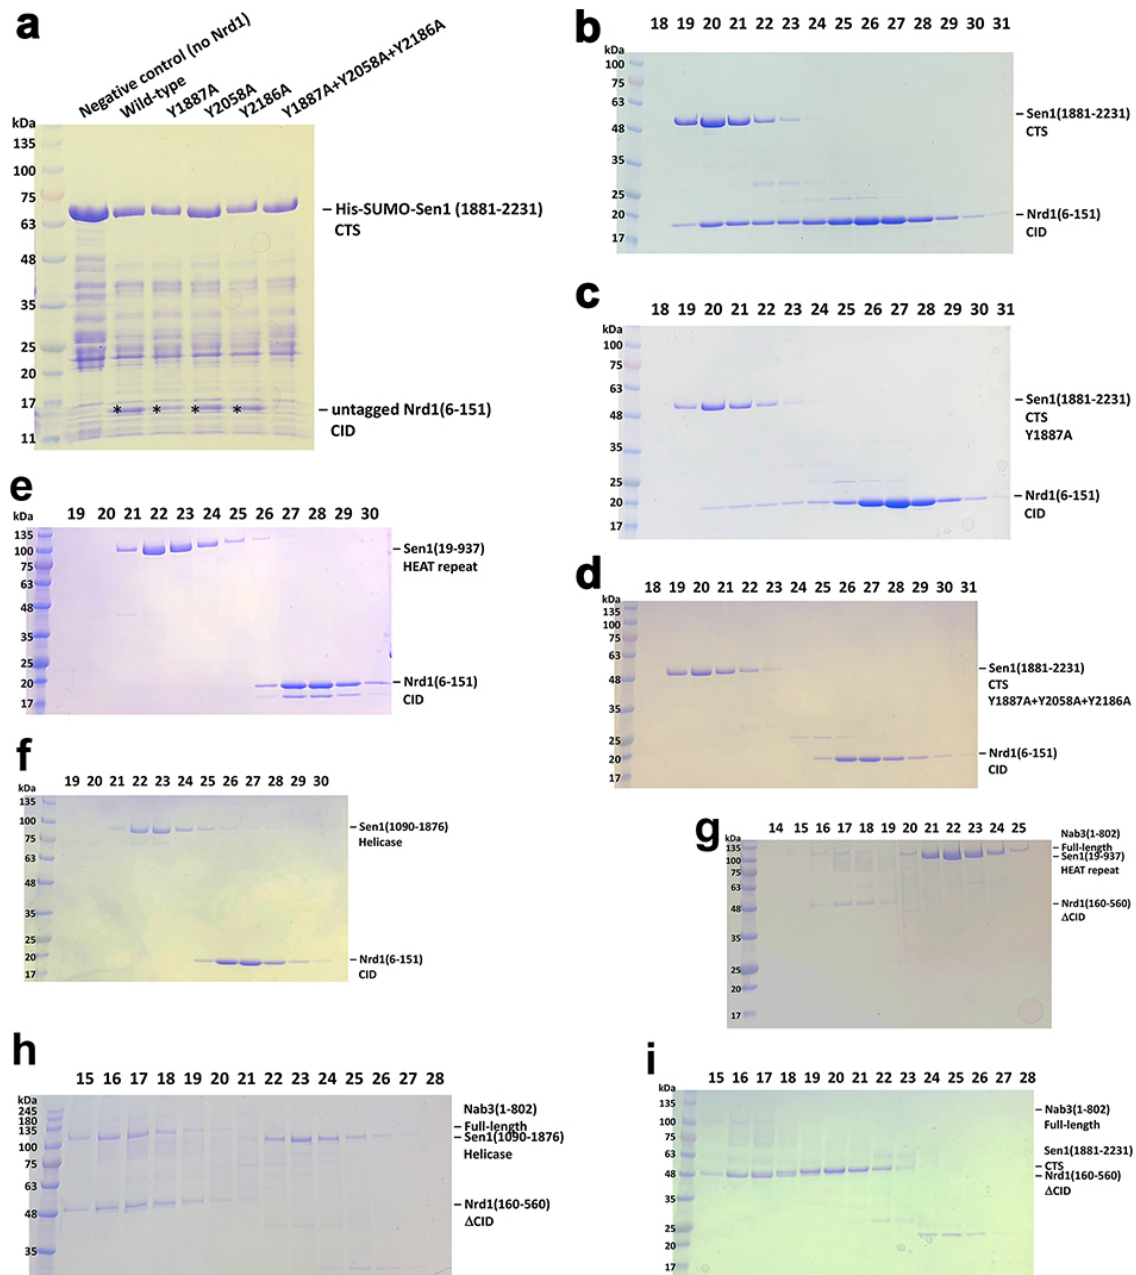 a
Negative control (no Nrd1)
Wild-type
Y1887A
Y2058A
Y2186A
Y1887A+Y2058A+Y2186A
kDa
135
100
75
63
48
35
25
20
17
11
His-SUMO-Sen1 (1881-2231)
CTS
* * * *
untagged Nrd1(6-151)
CID
b
18 19 20 21 22 23 24 25 26 27 28 29 30 31
kDa
100
75
63
48
35
25
20
17
Sen1(1881-2231)
CTS
Nrd1(6-151)
CID
c
18 19 20 21 22 23 24 25 26 27 28 29 30 31
kDa
100
75
63
48
35
25
20
17
Sen1(1881-2231)
CTS
Y1887A
Nrd1(6-151)
CID
e
19 20 21 22 23 24 25 26 27 28 29 30
kDa
135
100
75
63
48
35
25
20
17
Sen1(19-937)
HEAT repeat
Nrd1(6-151)
CID
d
18 19 20 21 22 23 24 25 26 27 28 29 30 31
kDa
135
100
75
63
48
35
25
20
17
Sen1(1881-2231)
CTS
Y1887A+Y2058A+Y2186A
Nrd1(6-151)
CID
f
19 20 21 22 23 24 25 26 27 28 29 30
kDa
135
100
75
63
48
35
25
20
17
Sen1(1090-1876)
Helicase
Nrd1(6-151)
CID
g
14 15 16 17 18 19 20 21 22 23 24 25
kDa
135
100
75
63
48
35
25
20
17
Nab3(1-802)
Full-length
Sen1(19-937)
HEAT repeat
Nrd1(160-560)
ΔCID
h
15 16 17 18 19 20 21 22 23 24 25 26 27 28
kDa
245
180
135
100
75
63
48
35
Nab3(1-802)
Full-length
Sen1(1090-1876)
Helicase
Nrd1(160-560)
ΔCID
i
15 16 17 18 19 20 21 22 23 24 25 26 27 28
kDa
135
100
75
63
48
35
25
20
17
Nab3(1-802)
Full-length
Sen1(1881-2231)
CTS
Nrd1(160-560)
ΔCID